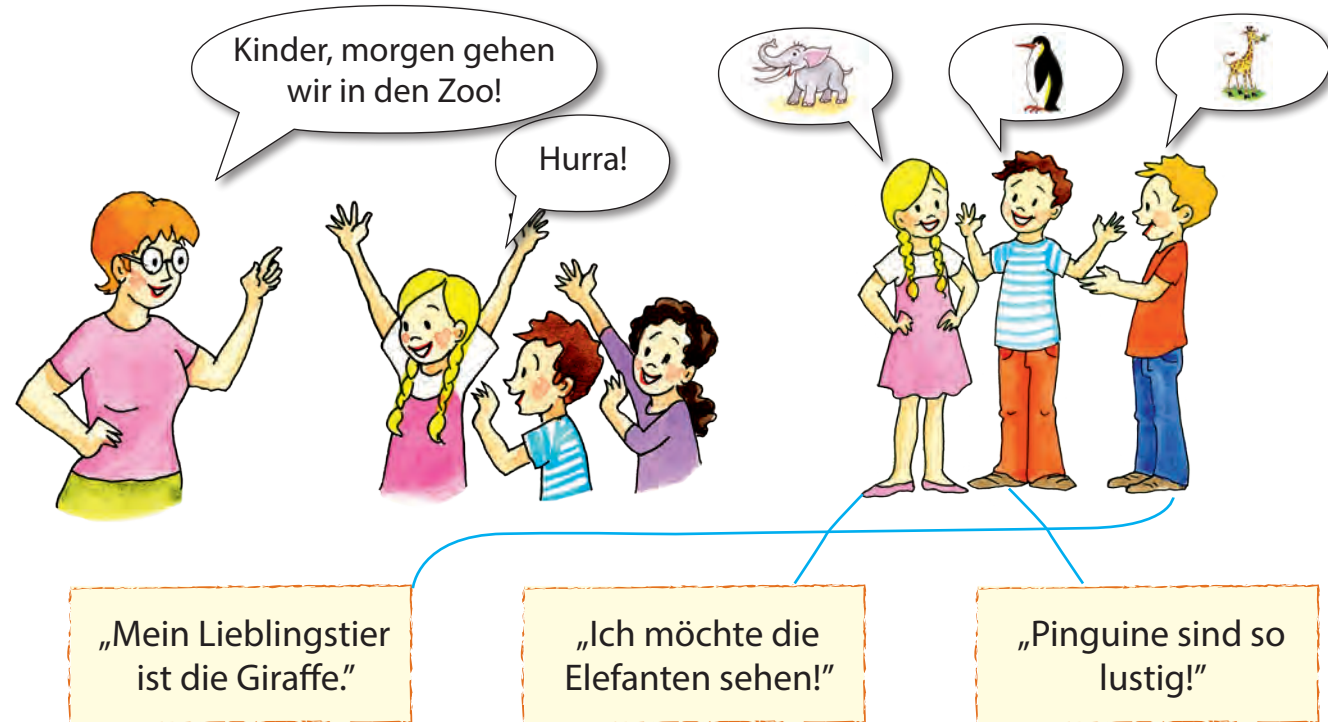 Kinder, morgen gehen
wir in den Zoo!
Hurra!
„Mein Lieblingstier
ist die Giraffe.”
„Ich möchte die
Elefanten sehen!”
„Pinguine sind so
lustig!”